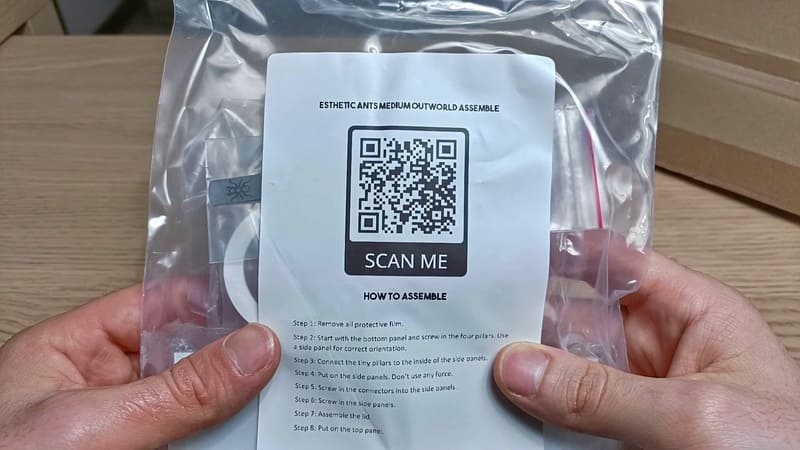 ESTHETIC ANTS MEDIUM OUTWORLD ASSEMBLE
SCAN ME
HOW TO ASSEMBLE
Step 1: Remove all protective film.
Step 2: Start with the bottom panel and screw in the four pillars. Use
a side panel for correct orientation.
Step 3: Connect the tiny pillars to the inside of the side panels.
Step 4: Put on the side panels. Don't use any force.
Step 5: Screw in the connectors into the side panels.
Step 6: Screw in the side panels.
Step 7: Assemble the lid.
Step 8: Put on the top panel.